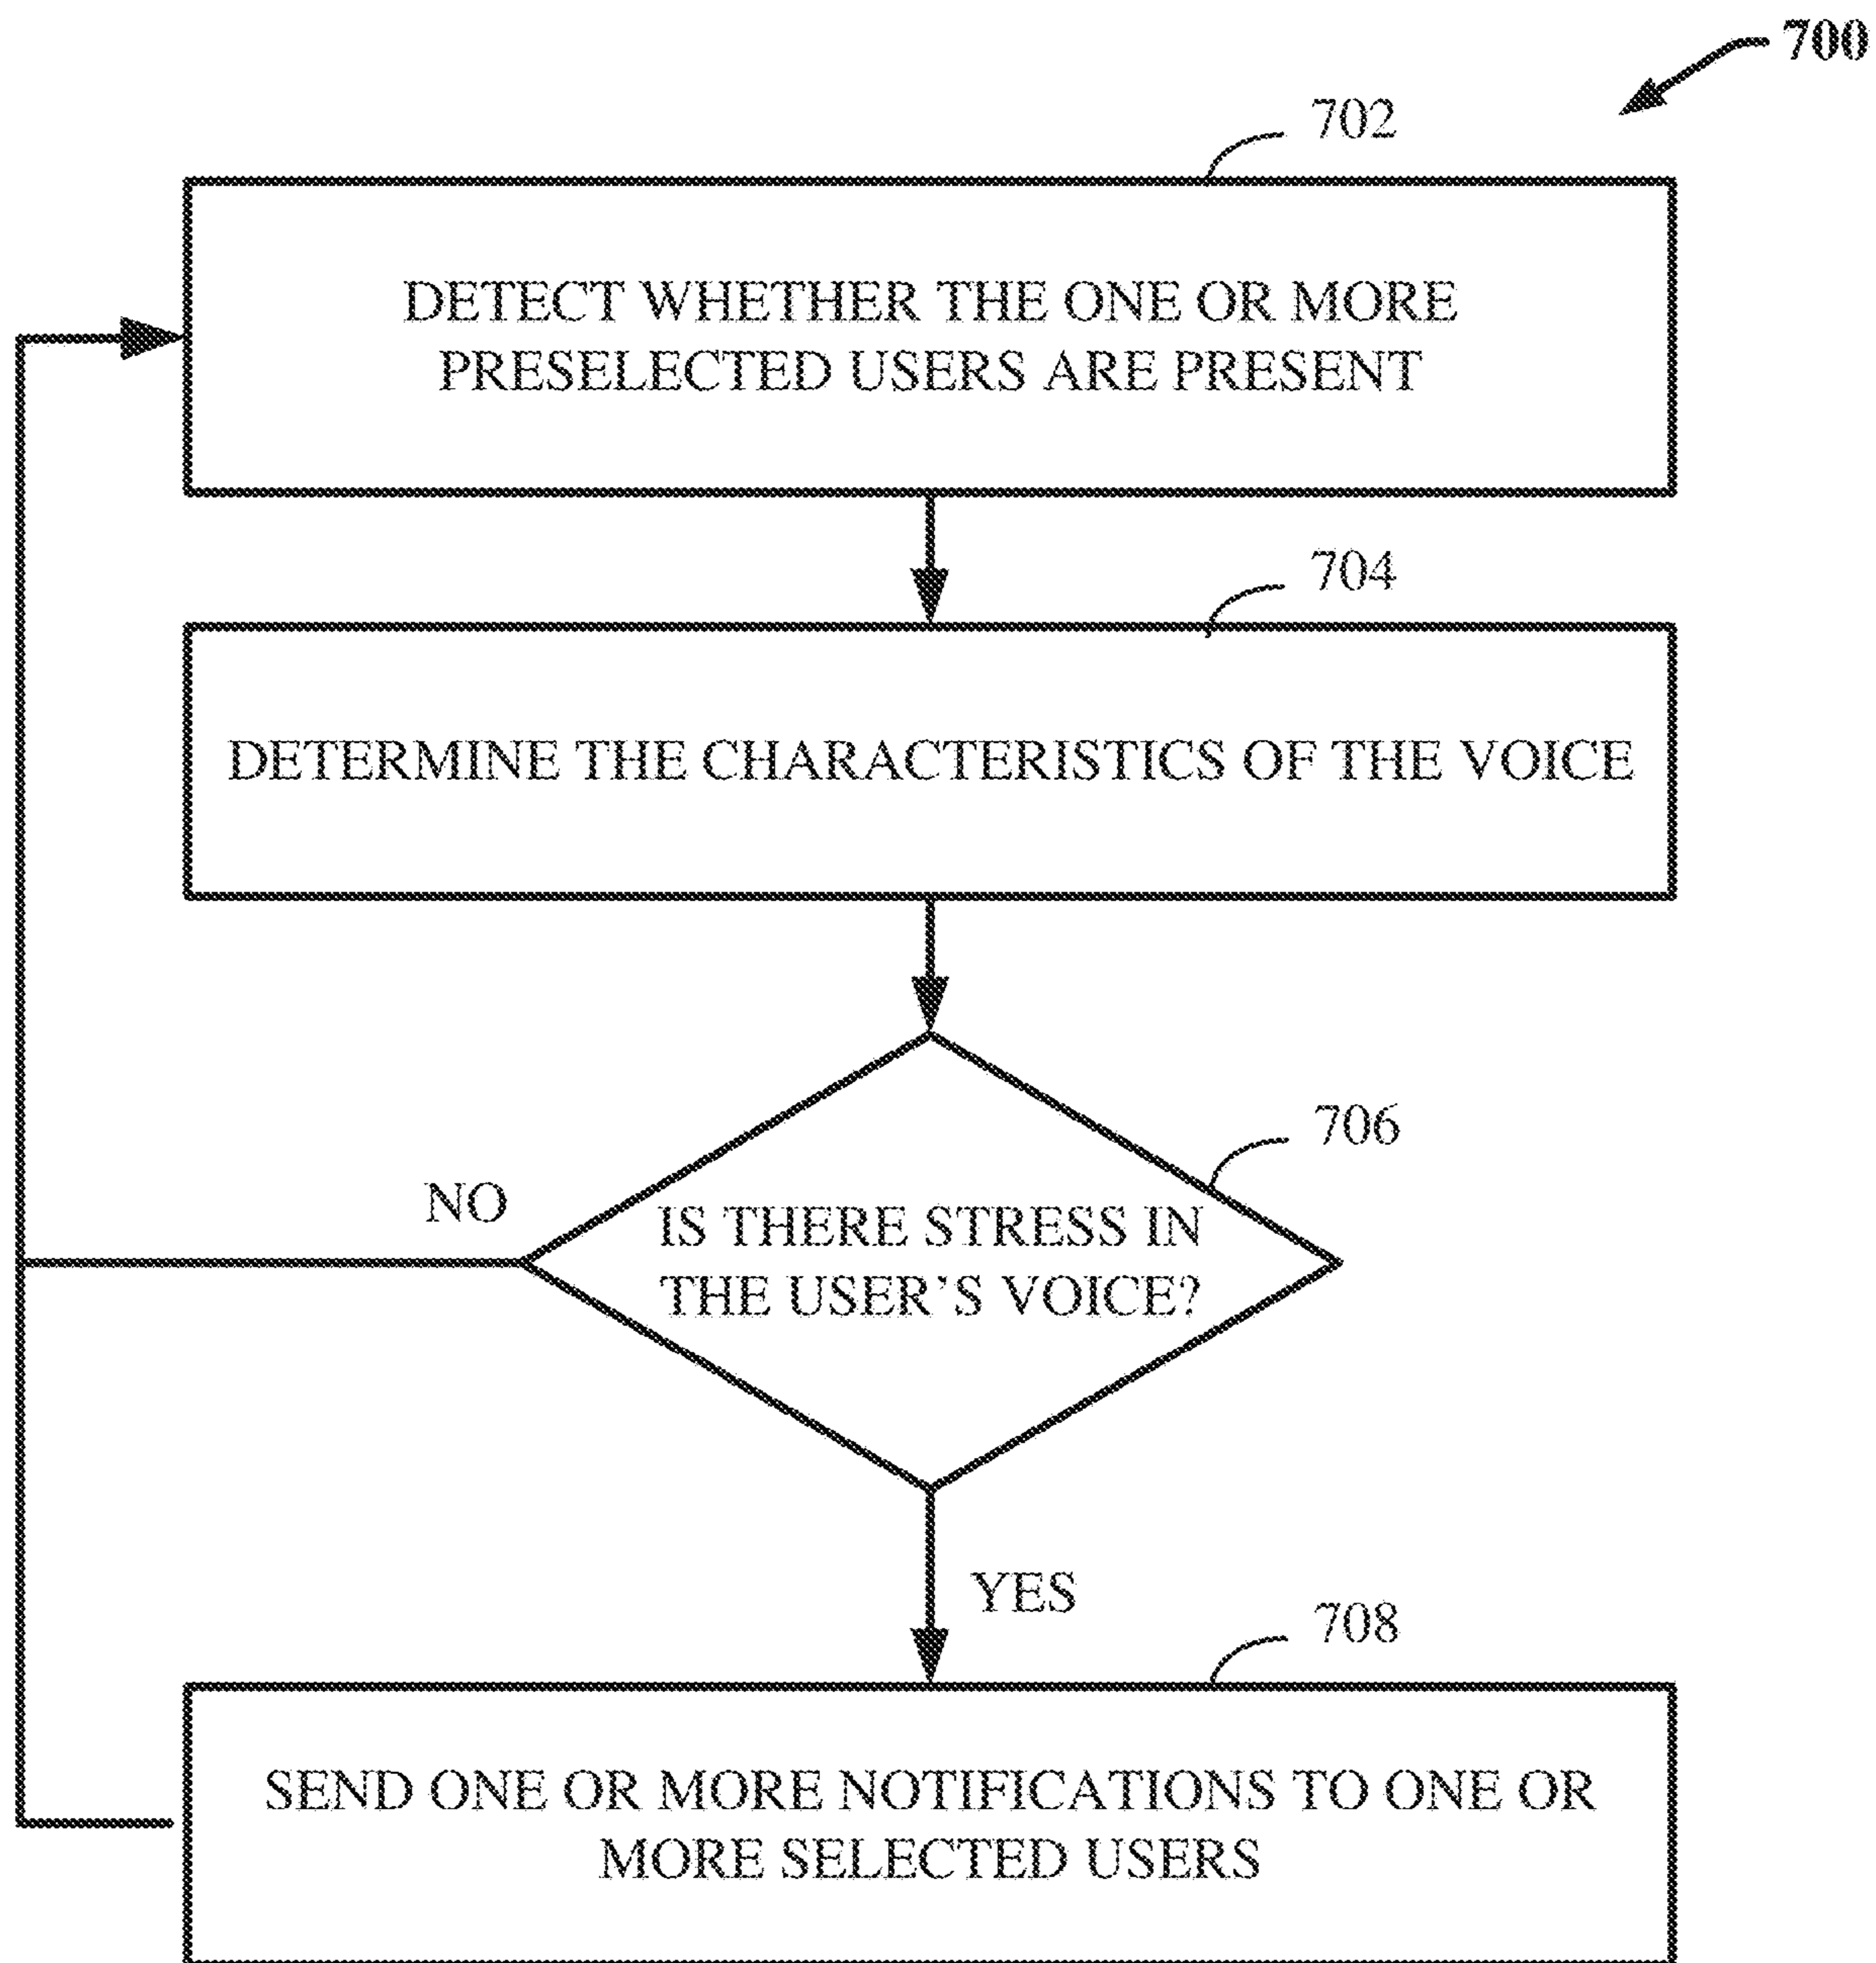 700
702
DETECT WHETHER THE ONE OR MORE
PRESELECTED USERS ARE PRESENT
704
DETERMINE THE CHARACTERISTICS OF THE VOICE
706
NO
IS THERE STRESS IN
THE USER’S VOICE?
YES
708
SEND ONE OR MORE NOTIFICATIONS TO ONE OR
MORE SELECTED USERS